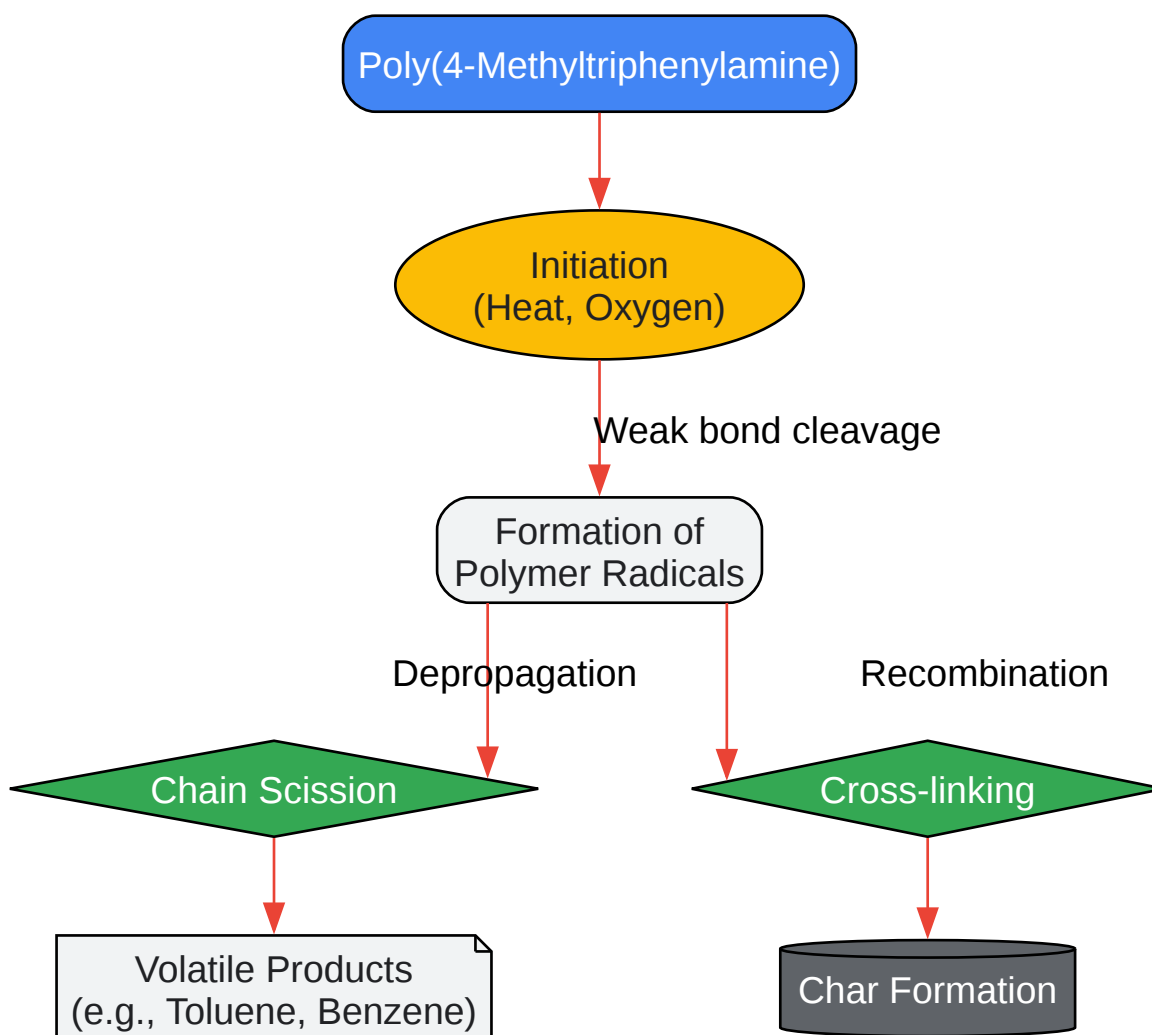 Poly(4-Methyltriphenylamine)
Initiation
(Heat, Oxygen)
Weak bond cleavage
Formation of
Polymer Radicals
Depropagation
Recombination
Chain Scission
Cross-linking
Volatile Products
(e.g., Toluene, Benzene)
Char Formation